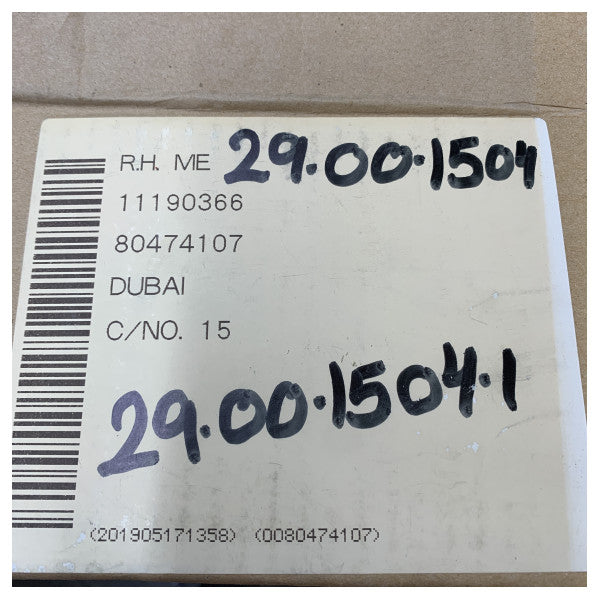 R.H. ME 29.00.1504
11190366
80474107
DUBAI
C/NO. 15
29.00.1504.1
(201905171358) (0080474107)